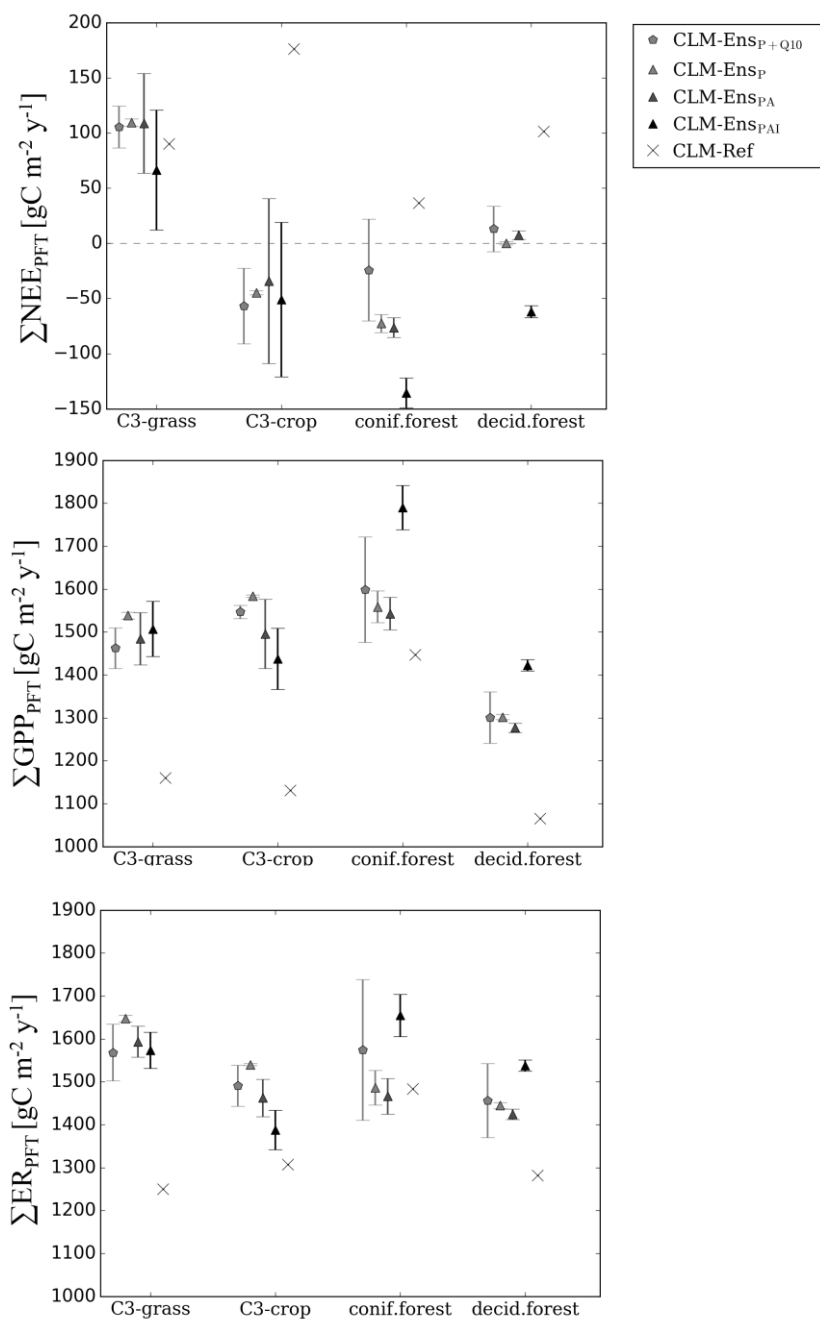 ∑NEE_PFT [gC m⁻² y⁻¹]
200
150
100
50
0
−50
−100
−150
C3-grass C3-crop conif.forest decid.forest
CLM-Ens_P+Q10
CLM-Ens_P
CLM-Ens_PA
CLM-Ens_PAI
CLM-Ref
∑GPP_PFT [gC m⁻² y⁻¹]
1900
1800
1700
1600
1500
1400
1300
1200
1100
1000
C3-grass C3-crop conif.forest decid.forest
∑ER_PFT [gC m⁻² y⁻¹]
1900
1800
1700
1600
1500
1400
1300
1200
1100
1000
C3-grass C3-crop conif.forest decid.forest